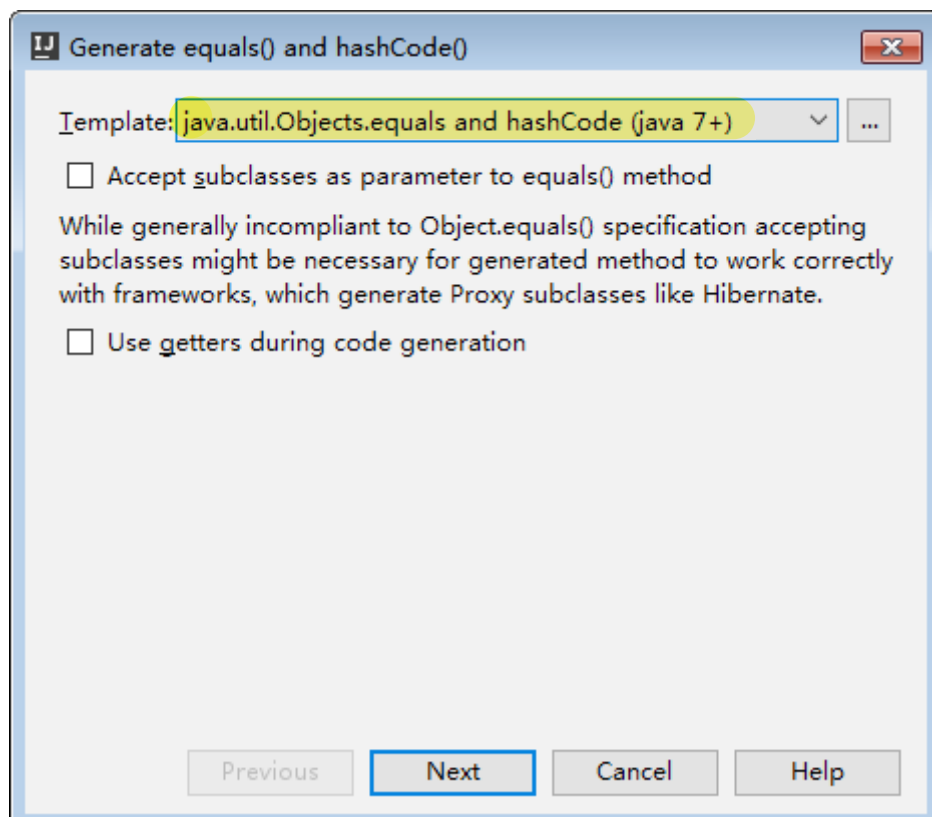 IJ Generate equals() and hashCode()
Template: java.util.Objects.equals and hashCode (java 7+) ...
Accept subclasses as parameter to equals() method
While generally incompliant to Object.equals() specification accepting
subclasses might be necessary for generated method to work correctly
with frameworks, which generate Proxy subclasses like Hibernate.
Use getters during code generation
Previous Next Cancel Help